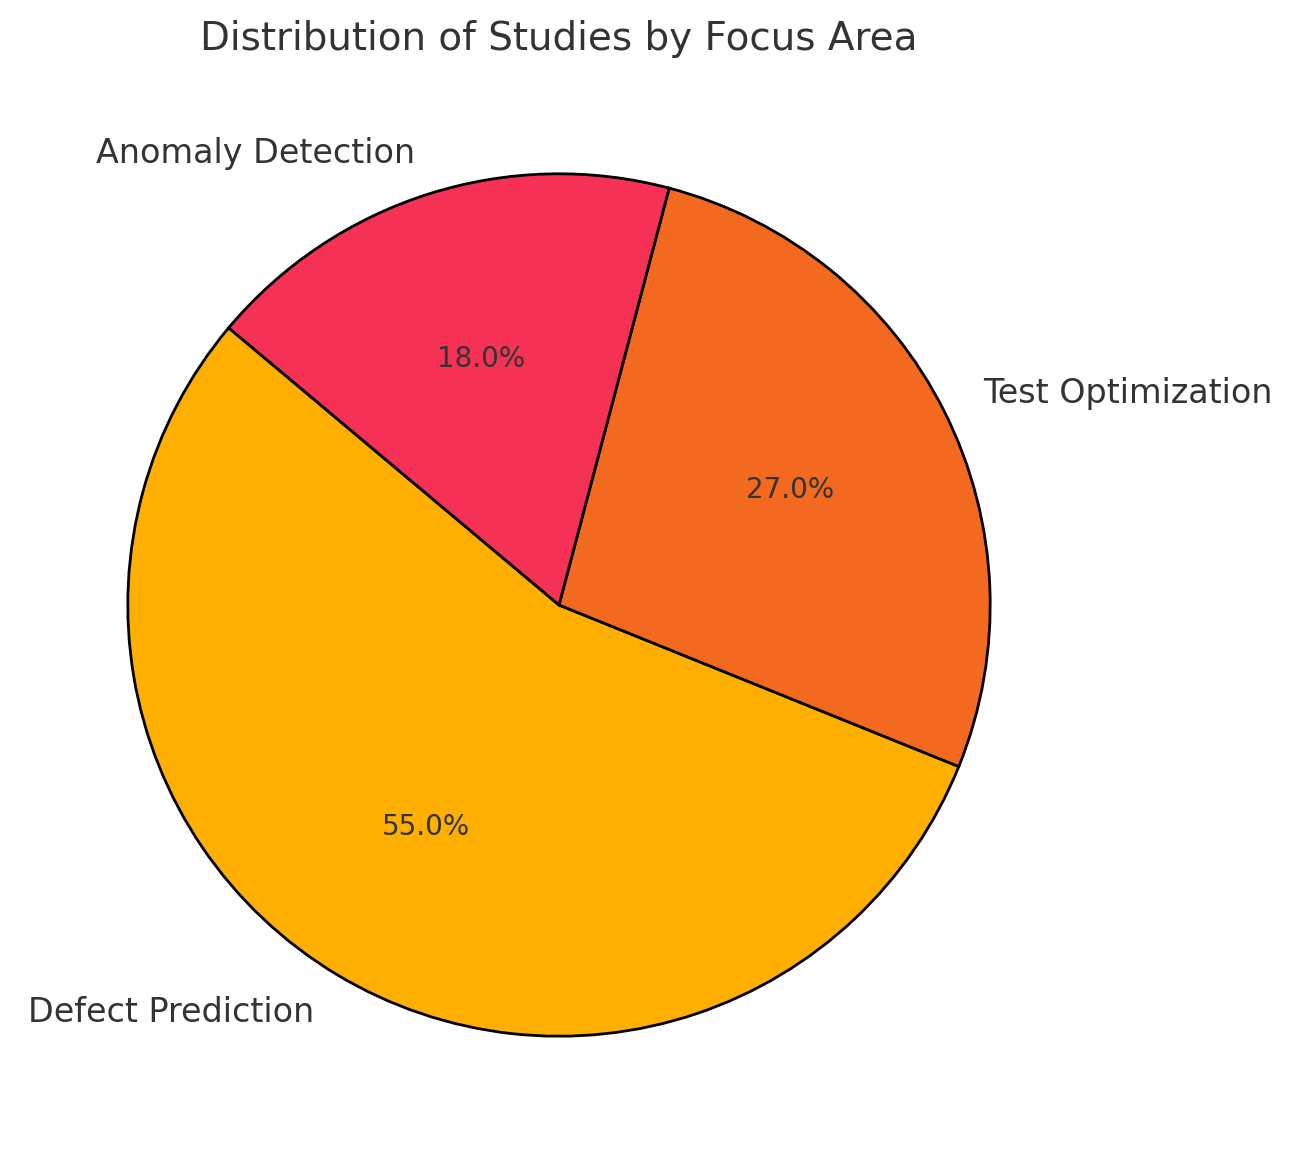 Distribution of Studies by Focus Area
Anomaly Detection
18.0%
Test Optimization
27.0%
55.0%
Defect Prediction